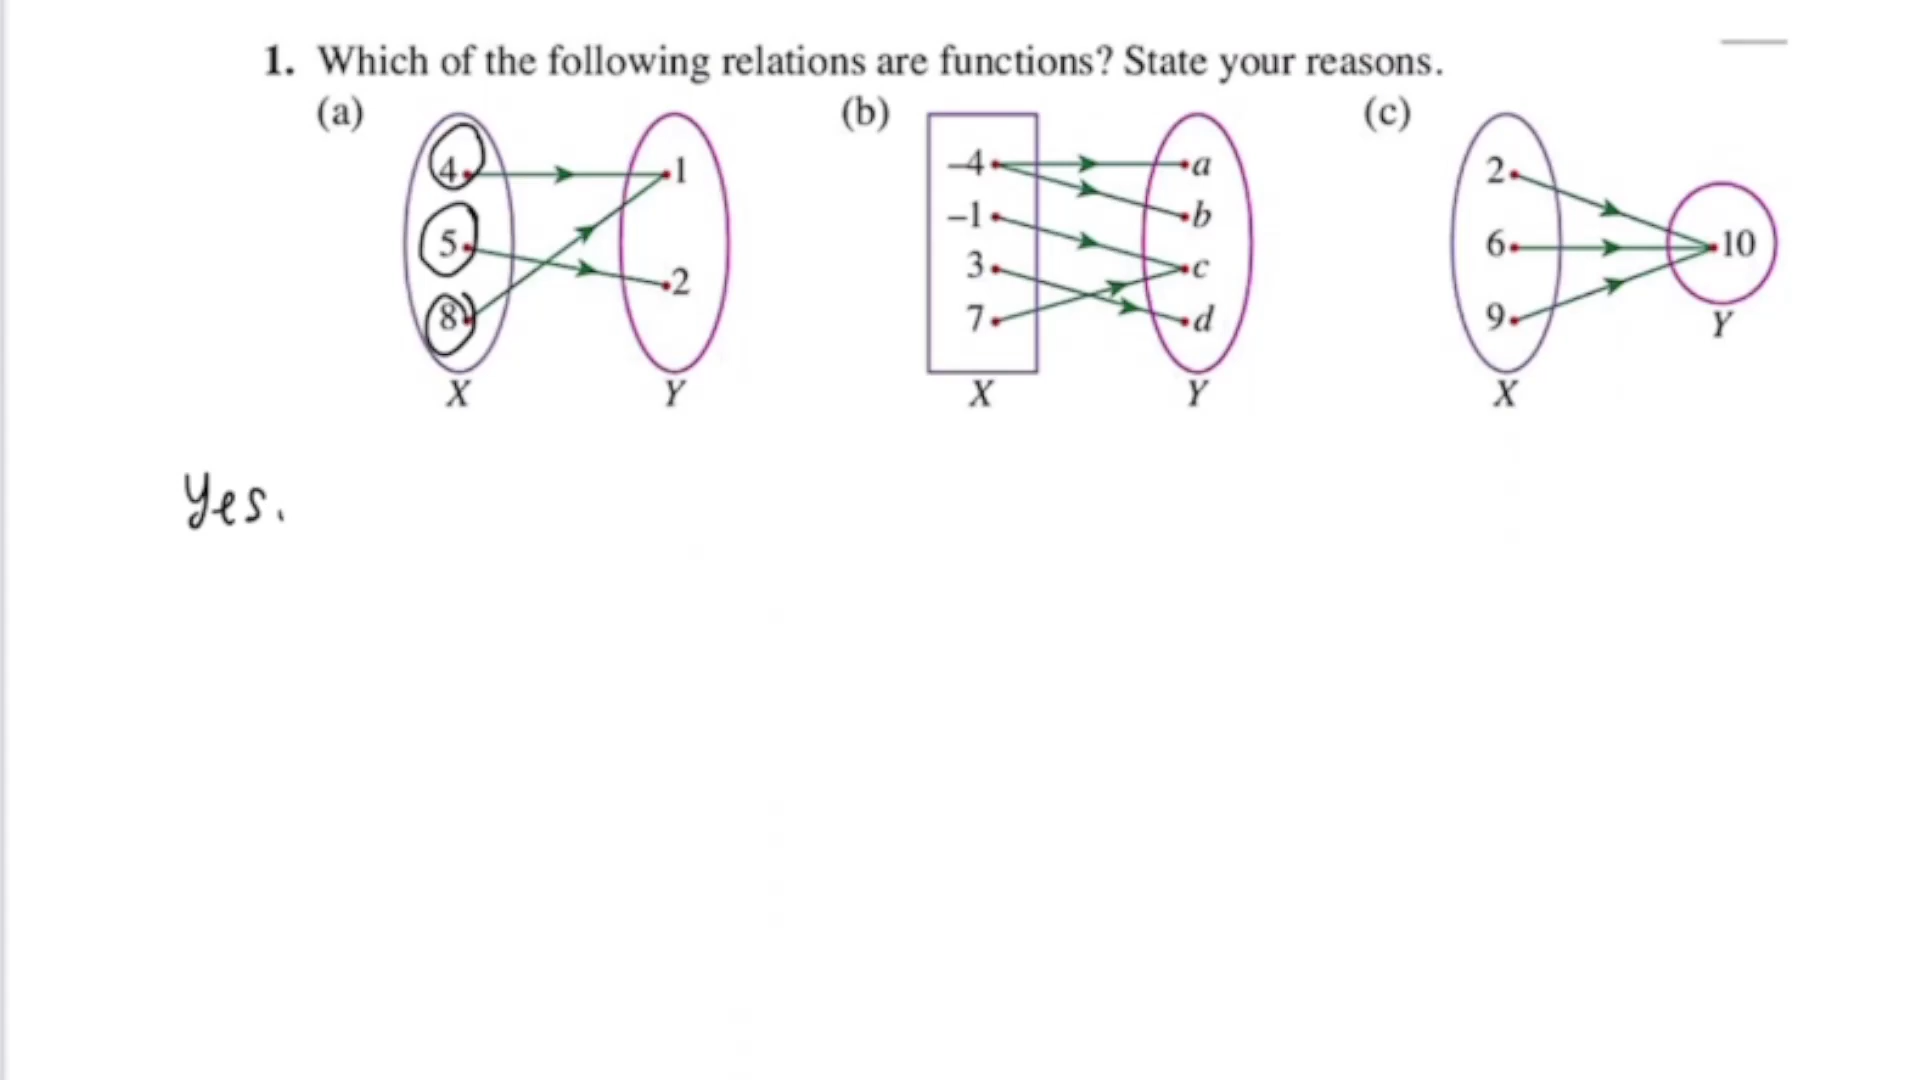 1. Which of the following relations are functions? State your reasons.
(a) (b) (c)
4 1 –4 a 2
–1 b
5 6 10
3 c
2
8 7 d 9
Y
X Y X Y X
Yes.